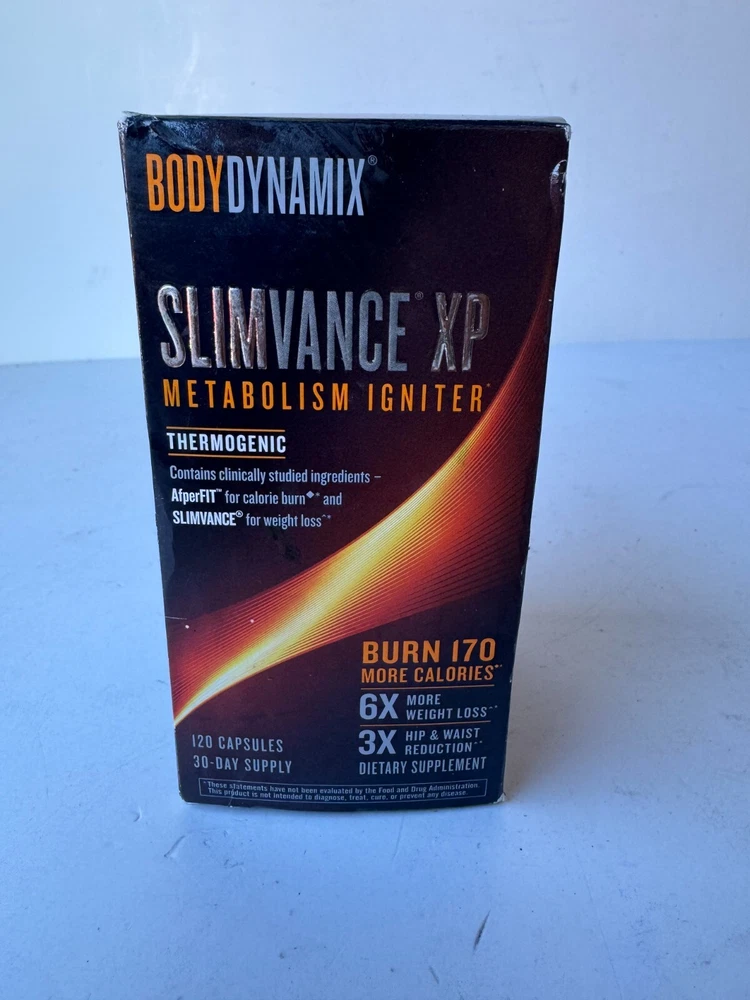 BODYDYNAMIX®
SLIMVANCE® XP
METABOLISM IGNITER*
THERMOGENIC
Contains clinically studied ingredients –
AfperFIT™ for calorie burn◆* and
SLIMVANCE® for weight loss^*
BURN 170
MORE CALORIES◆*
6X MORE
WEIGHT LOSS^*
3X HIP & WAIST
REDUCTION^*
120 CAPSULES
30-DAY SUPPLY
DIETARY SUPPLEMENT
*These statements have not been evaluated by the Food and Drug Administration.
This product is not intended to diagnose, treat, cure, or prevent any disease.